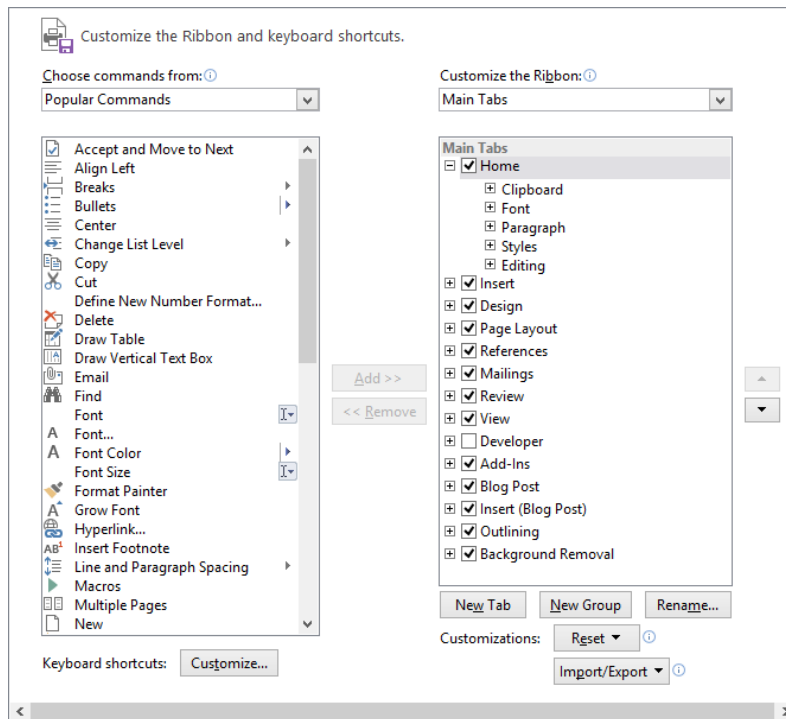 Customize the Ribbon and keyboard shortcuts.
Choose commands from:
Popular Commands
Accept and Move to Next
Align Left
Breaks
Bullets
Center
Change List Level
Copy
Cut
Define New Number Format...
Delete
Draw Table
Draw Vertical Text Box
Email
Find
Font
Font...
Font Color
Font Size
Format Painter
Grow Font
Hyperlink...
Insert Footnote
Line and Paragraph Spacing
Macros
Multiple Pages
New
Keyboard shortcuts: Customize...
Add >>
<< Remove
Customize the Ribbon:
Main Tabs
Main Tabs
Home
Clipboard
Font
Paragraph
Styles
Editing
Insert
Design
Page Layout
References
Mailings
Review
View
Developer
Add-Ins
Blog Post
Insert (Blog Post)
Outlining
Background Removal
New Tab New Group Rename...
Customizations: Reset
Import/Export